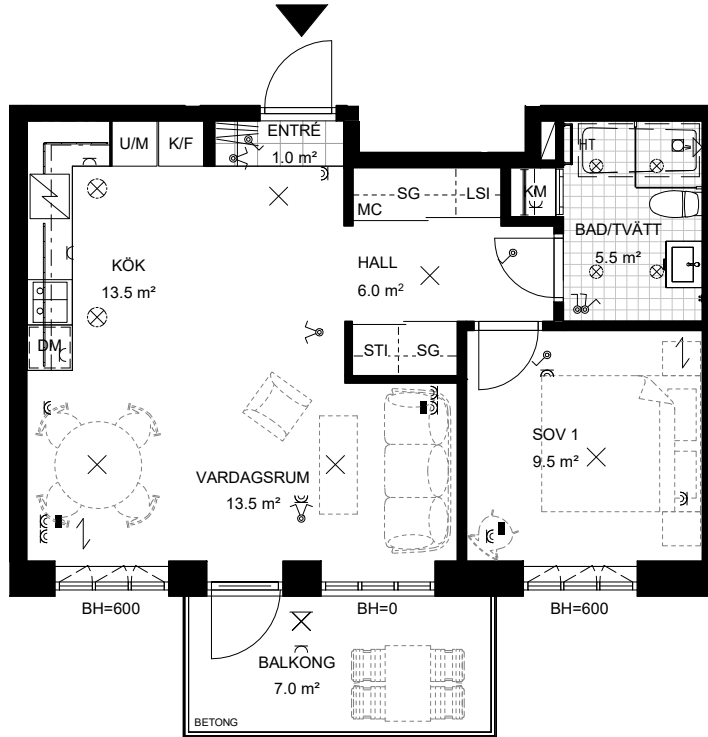 ENTRÉ
1.0 m²
U/M
K/F
HT
SG
LSI
KM
MC
BAD/TVÄTT
5.5 m²
KÖK
13.5 m²
HALL
6.0 m²
DM
STI
SG
SOV 1
9.5 m²
VARDAGSRUM
13.5 m²
BH=600
BH=0
BH=600
BALKONG
7.0 m²
BETONG